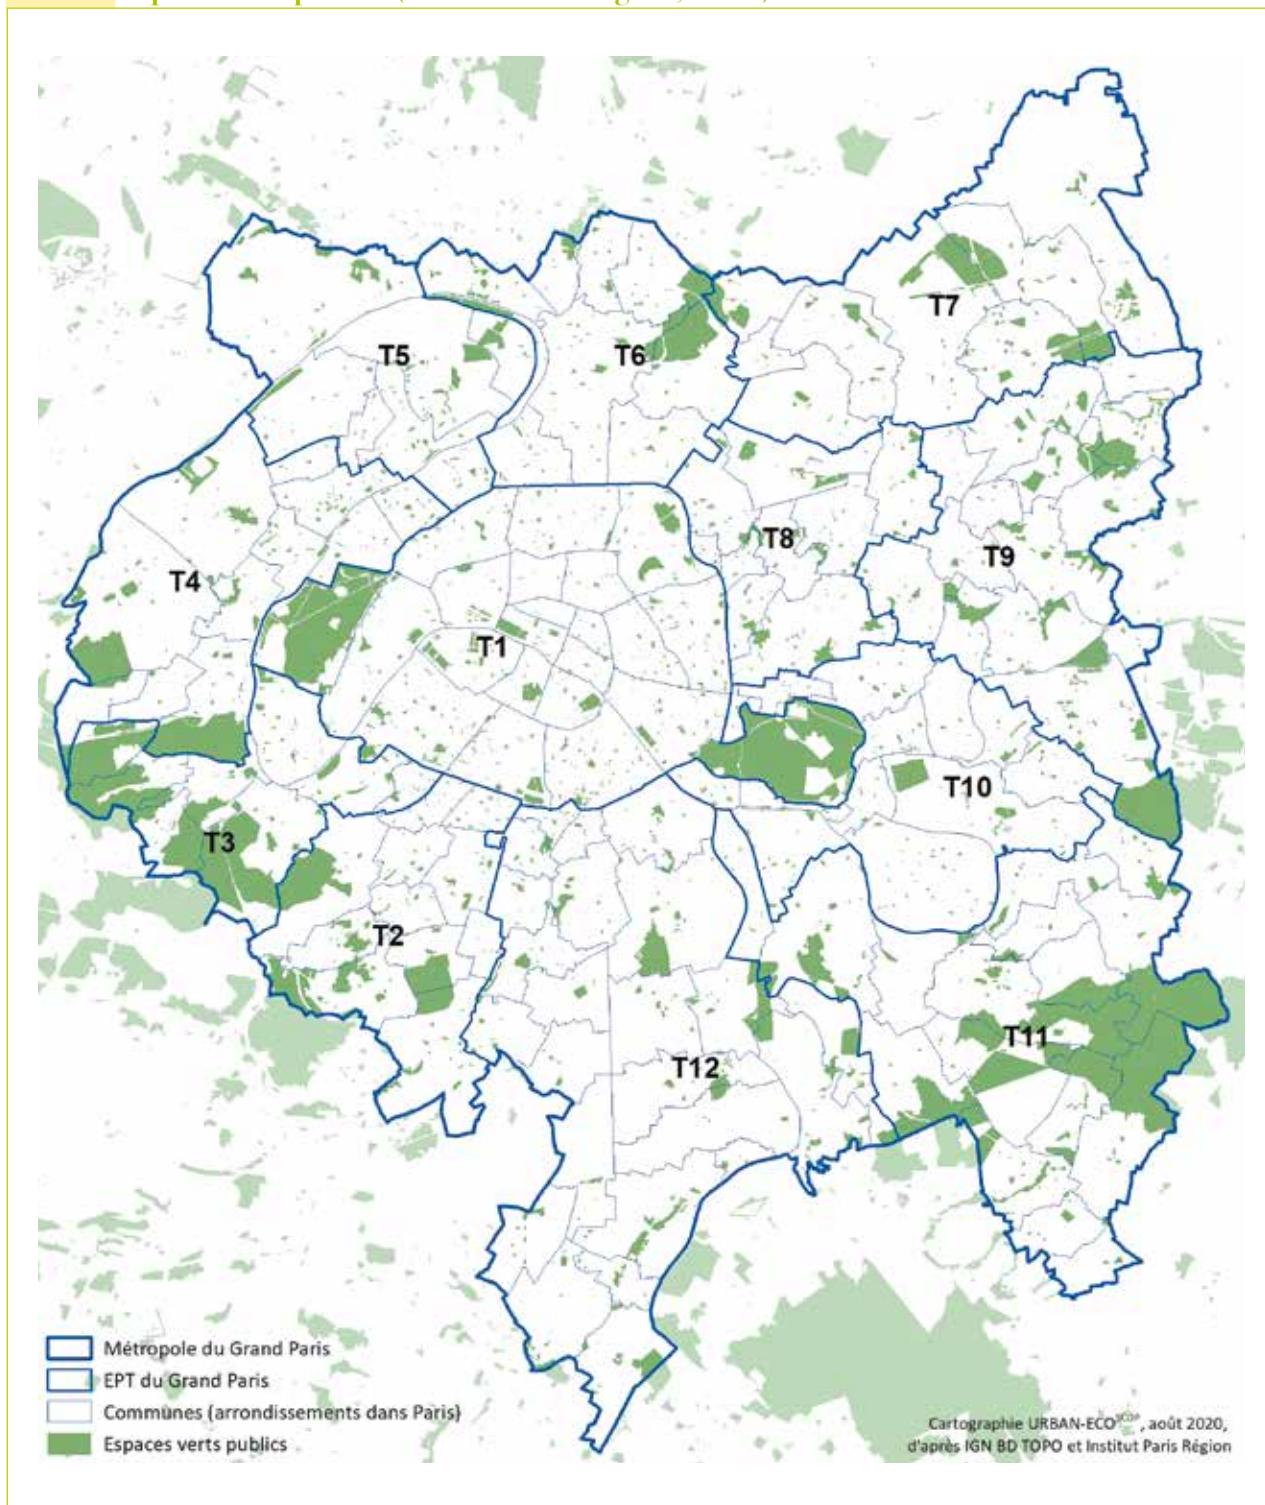 T7
T5
T6
T8
T9
T4
T1
T10
T3
T2
T11
T12
Métropole du Grand Paris
EPT du Grand Paris
Communes (arrondissements dans Paris)
Espaces verts publics
Cartographie URBAN-ECO, août 2020,
d'après IGN BD TOPO et Institut Paris Région